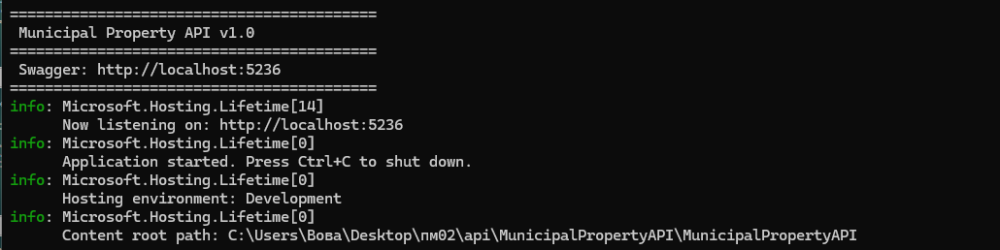 ==========================================
Municipal Property API v1.0
==========================================
Swagger: http://localhost:5236
==========================================
info: Microsoft.Hosting.Lifetime[14]
Now listening on: http://localhost:5236
info: Microsoft.Hosting.Lifetime[0]
Application started. Press Ctrl+C to shut down.
info: Microsoft.Hosting.Lifetime[0]
Hosting environment: Development
info: Microsoft.Hosting.Lifetime[0]
Content root path: C:\Users\Вова\Desktop\пм02\api\MunicipalPropertyAPI\MunicipalPropertyAPI